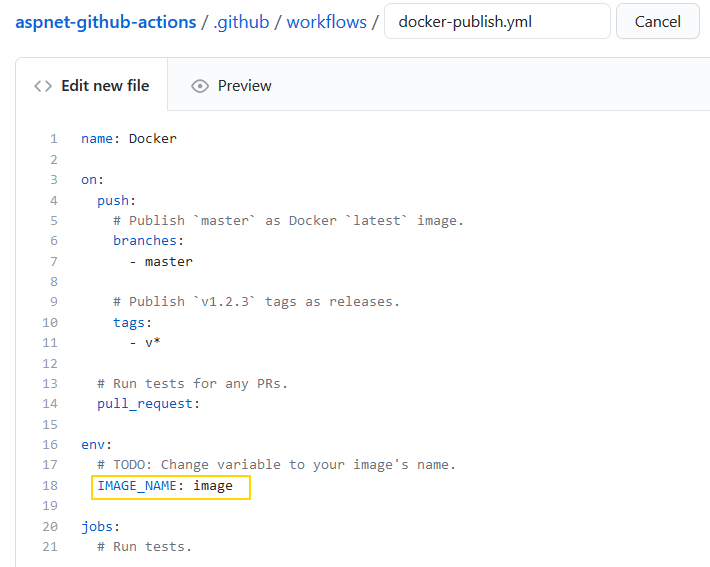 aspnet-github-actions / .github / workflows / docker-publish.yml Cancel
<> Edit new file Preview
1 name: Docker
2
3 on:
4   push:
5     # Publish `master` as Docker `latest` image.
6     branches:
7       - master
8
9     # Publish `v1.2.3` tags as releases.
10     tags:
11       - v*
12
13   # Run tests for any PRs.
14   pull_request:
15
16 env:
17   # TODO: Change variable to your image's name.
18   IMAGE_NAME: image
19
20 jobs:
21   # Run tests.